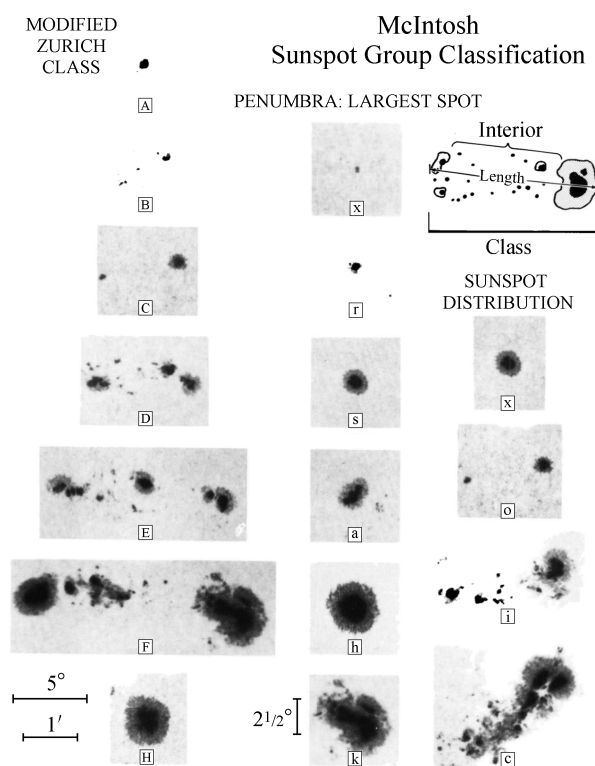 MODIFIED
ZURICH
CLASS
A
B
C
D
E
F
5°
1′
H
McIntosh
Sunspot Group Classification
PENUMBRA: LARGEST SPOT
x
r
s
a
h
2 1/2°
k
Interior
Length
Class
SUNSPOT
DISTRIBUTION
x
o
i
c